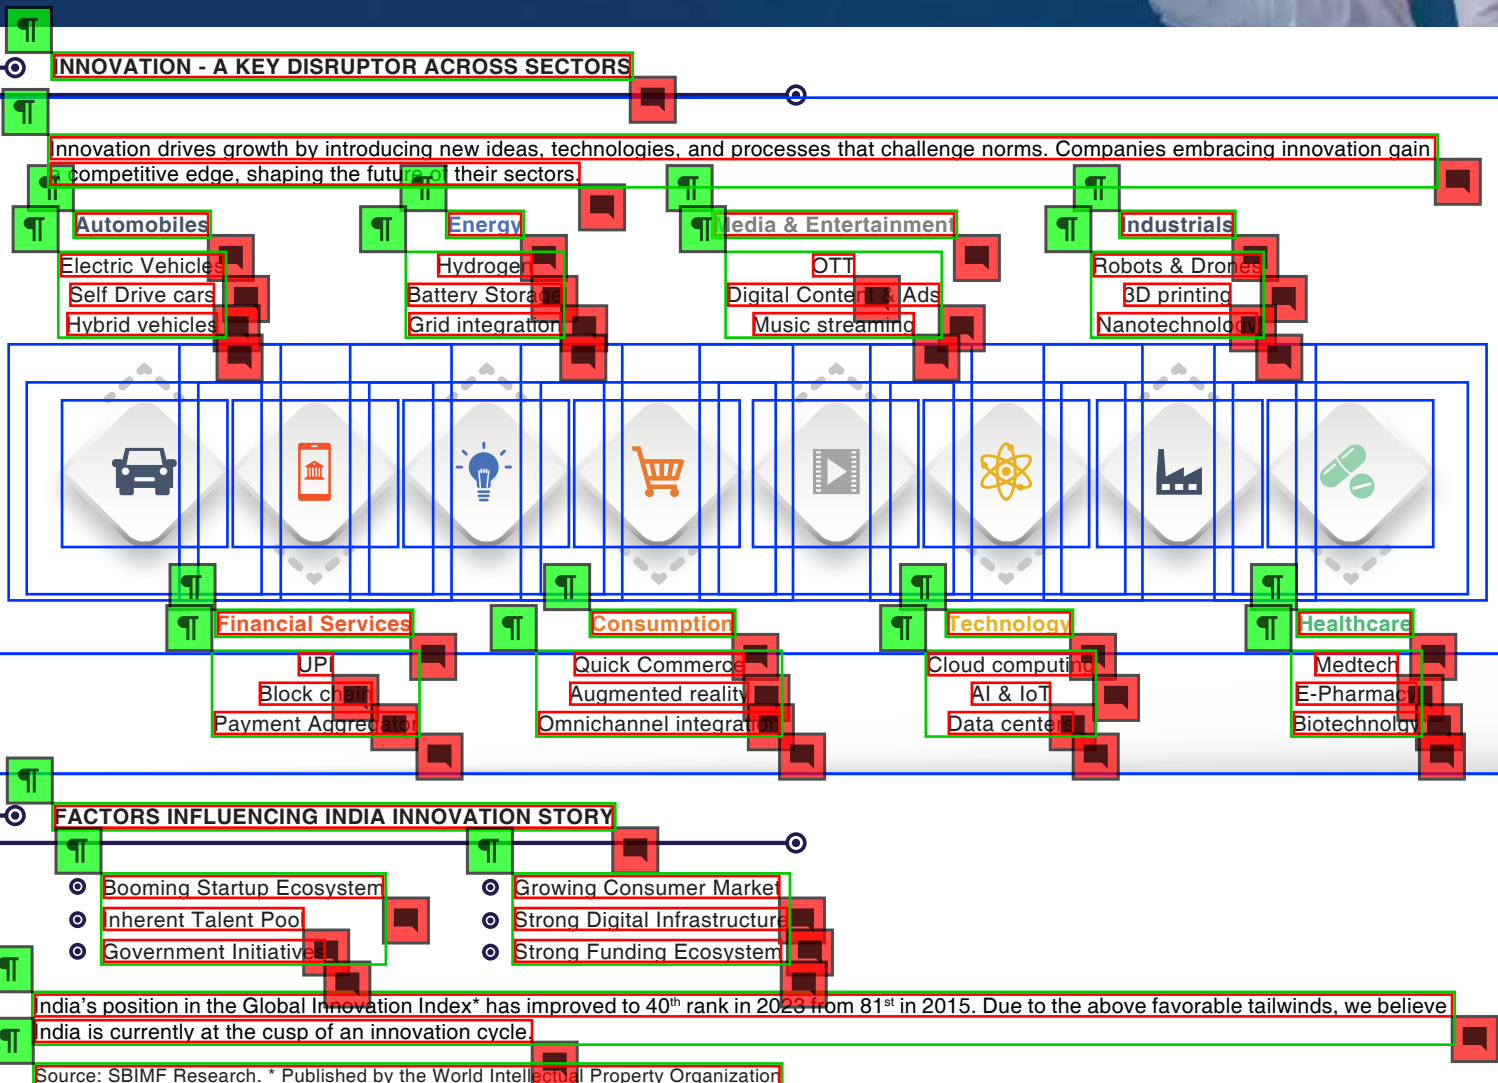 INNOVATION - A KEY DISRUPTOR ACROSS SECTORS
Innovation drives growth by introducing new ideas, technologies, and processes that challenge norms. Companies embracing innovation gain
a competitive edge, shaping the future of their sectors.
Automobiles
Electric Vehicles
Self Drive cars
Hybrid vehicles
Energy
Hydrogen
Battery Storage
Grid integration
Media & Entertainment
OTT
Digital Content & Ads
Music streaming
Industrials
Robots & Drones
3D printing
Nanotechnology
Financial Services
UPI
Block chain
Payment Aggregator
Consumption
Quick Commerce
Augmented reality
Omnichannel integration
Technology
Cloud computing
AI & IoT
Data centers
Healthcare
Medtech
E-Pharmacy
Biotechnolgy
FACTORS INFLUENCING INDIA INNOVATION STORY
Booming Startup Ecosystem
Inherent Talent Pool
Government Initiatives
Growing Consumer Market
Strong Digital Infrastructure
Strong Funding Ecosystem
India's position in the Global Innovation Index* has improved to 40th rank in 2023 from 81st in 2015. Due to the above favorable tailwinds, we believe
India is currently at the cusp of an innovation cycle.
Source: SBIMF Research. * Published by the World Intellectual Property Organization